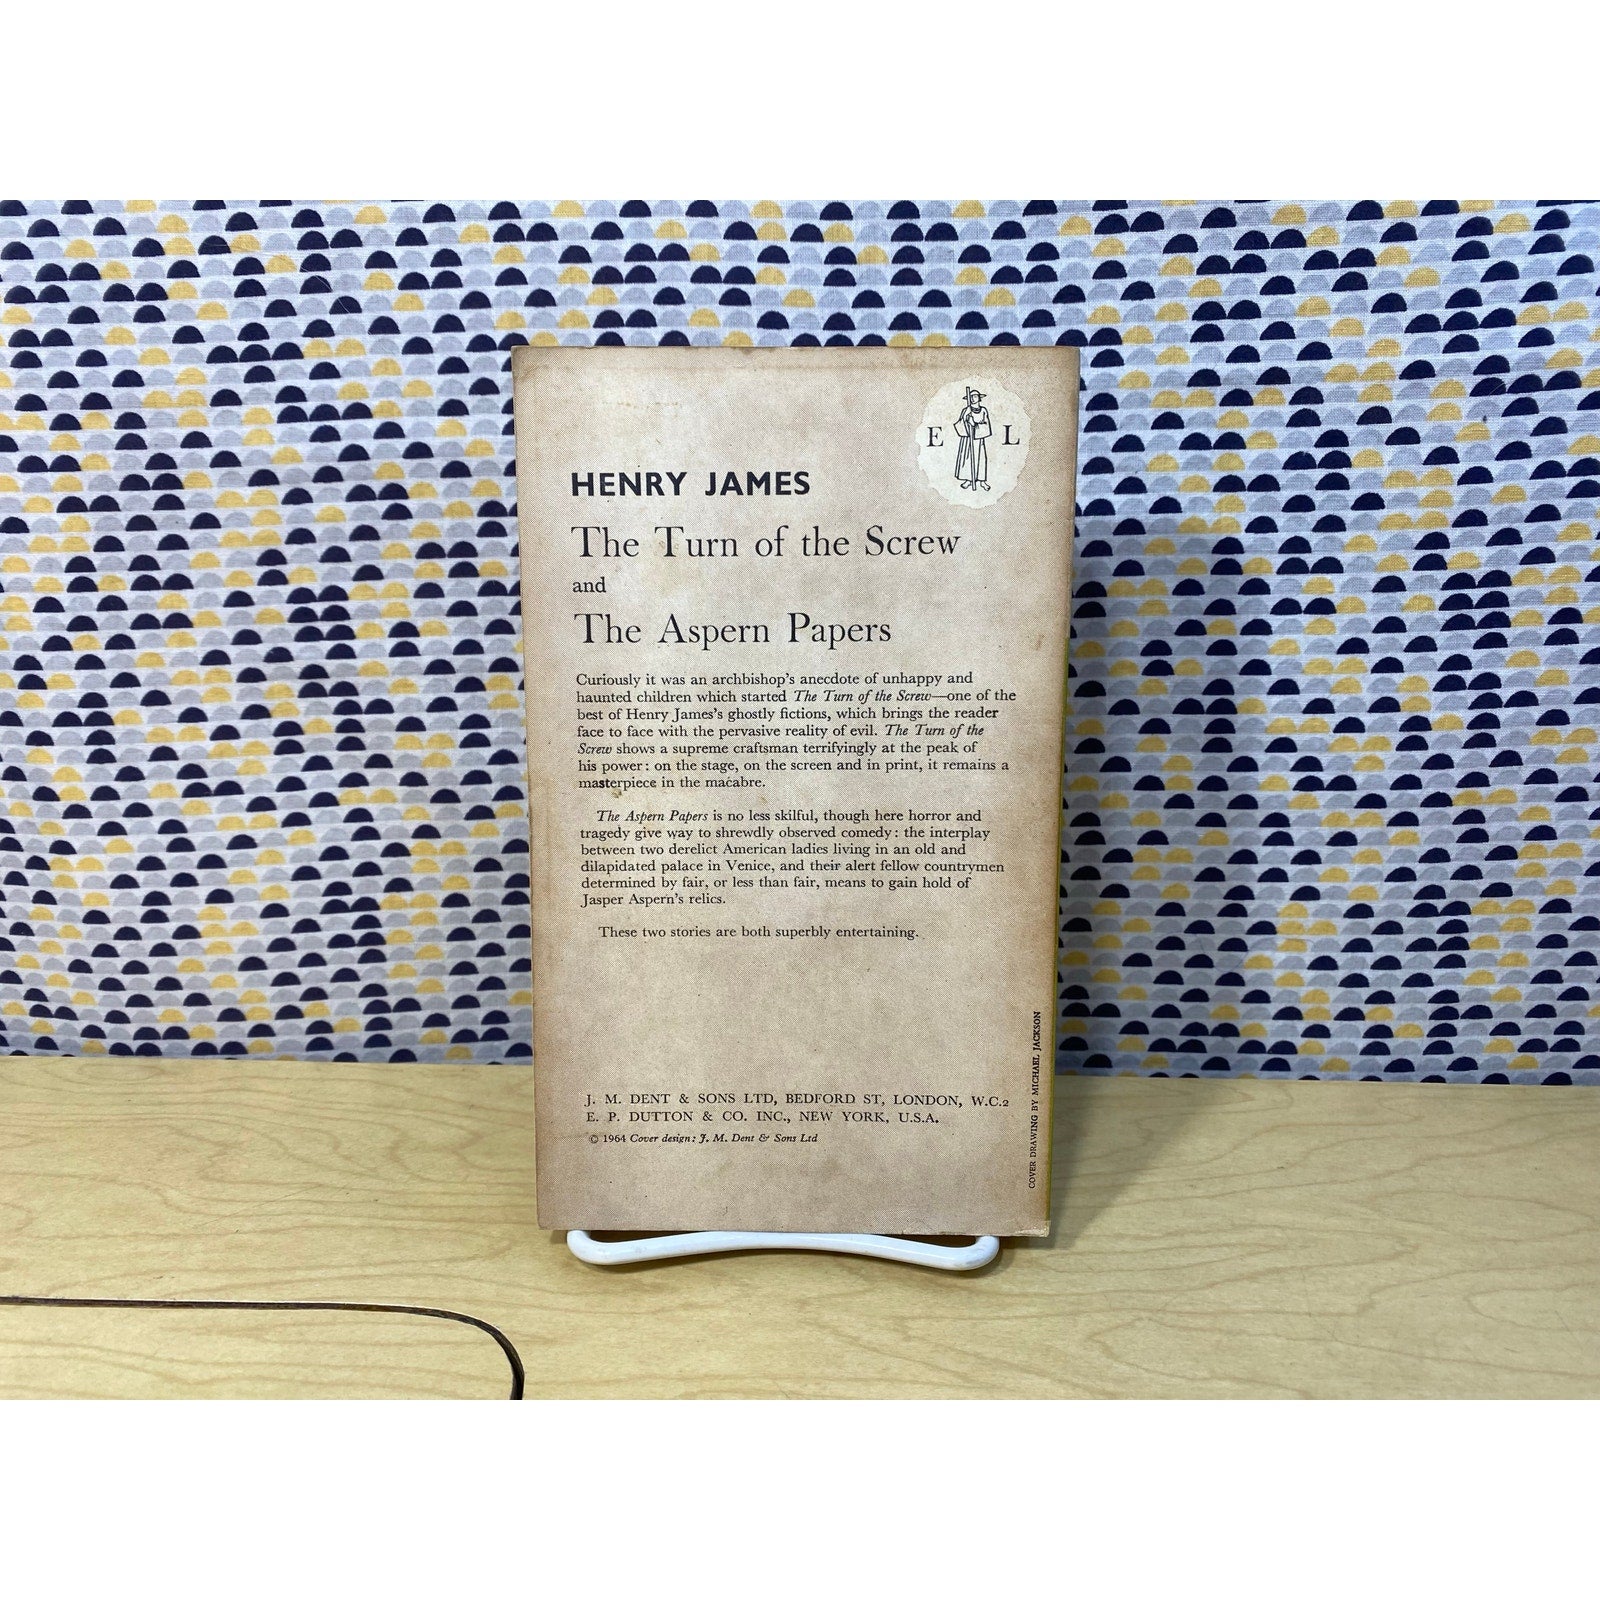 E L
HENRY JAMES
The Turn of the Screw
and
The Aspern Papers
Curiously it was an archbishop's anecdote of unhappy and
haunted children which started The Turn of the Screw—one of the
best of Henry James's ghostly fictions, which brings the reader
face to face with the pervasive reality of evil. The Turn of the
Screw shows a supreme craftsman terrifyingly at the peak of
his power: on the stage, on the screen and in print, it remains a
masterpiece in the macabre.
The Aspern Papers is no less skilful, though here horror and
tragedy give way to shrewdly observed comedy: the interplay
between two derelict American ladies living in an old and
dilapidated palace in Venice, and their alert fellow countrymen
determined by fair, or less than fair, means to gain hold of
Jasper Aspern's relics.
These two stories are both superbly entertaining.
J. M. DENT & SONS LTD, BEDFORD ST, LONDON, W.C.2
E. P. DUTTON & CO. INC., NEW YORK, U.S.A.
© 1964 Cover design: J. M. Dent & Sons Ltd
COVER DRAWING BY MICHAEL JACKSON